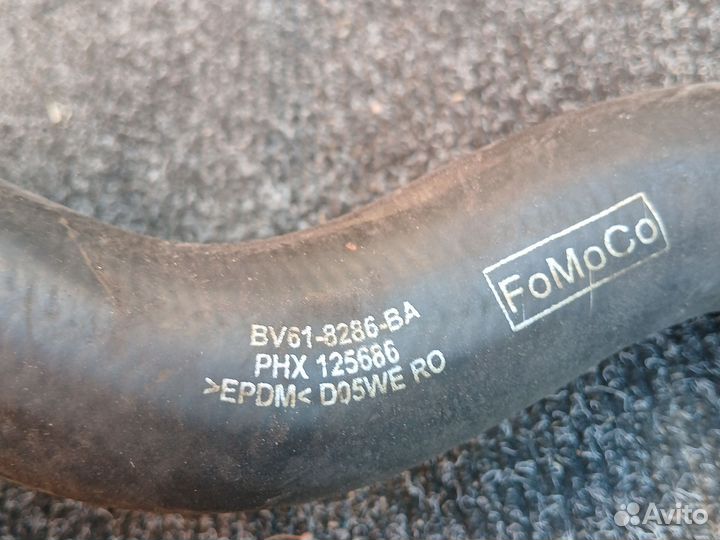 FoMoCo
BV61-8286-BA
PHX 125686
>EPDM< D05WE RO
Avito